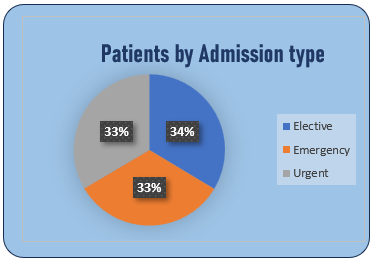 Patients by Admission type
33%
34%
33%
Elective
Emergency
Urgent